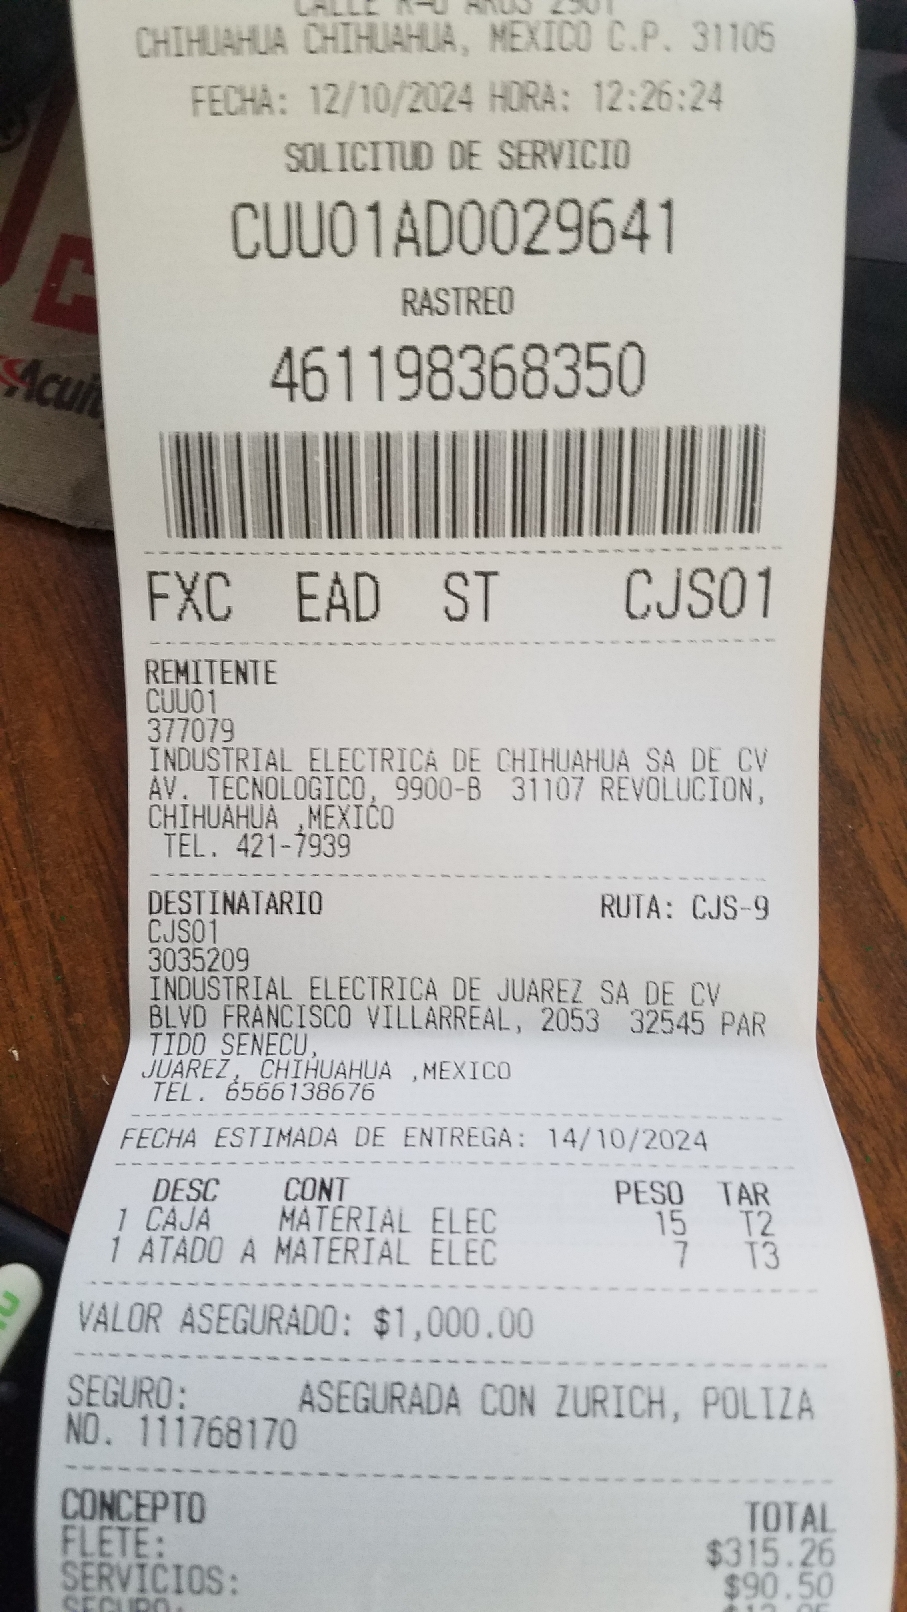 CALLE R-O AROS 2901
CHIHUAHUA CHIHUAHUA, MEXICO C.P. 31105
FECHA: 12/10/2024 HORA: 12:26:24
SOLICITUD DE SERVICIO
CUU01AD0029641
RASTREO
461198368350
FXC EAD ST CJS01
REMITENTE
CUU01
377079
INDUSTRIAL ELECTRICA DE CHIHUAHUA SA DE CV
AV. TECNOLOGICO, 9900-B 31107 REVOLUCION,
CHIHUAHUA ,MEXICO
TEL. 421-7939
DESTINATARIO RUTA: CJS-9
CJS01
3035209
INDUSTRIAL ELECTRICA DE JUAREZ SA DE CV
BLVD FRANCISCO VILLARREAL, 2053 32545 PAR
TIDO SENECU,
JUAREZ, CHIHUAHUA ,MEXICO
TEL. 6566138676
FECHA ESTIMADA DE ENTREGA: 14/10/2024
DESC CONT PESO TAR
1 CAJA MATERIAL ELEC 15 T2
1 ATADO A MATERIAL ELEC 7 T3
VALOR ASEGURADO: $1,000.00
SEGURO: ASEGURADA CON ZURICH, POLIZA
NO. 111768170
CONCEPTO TOTAL
FLETE: $315.26
SERVICIOS: $90.50
SEGURO:
Acuity